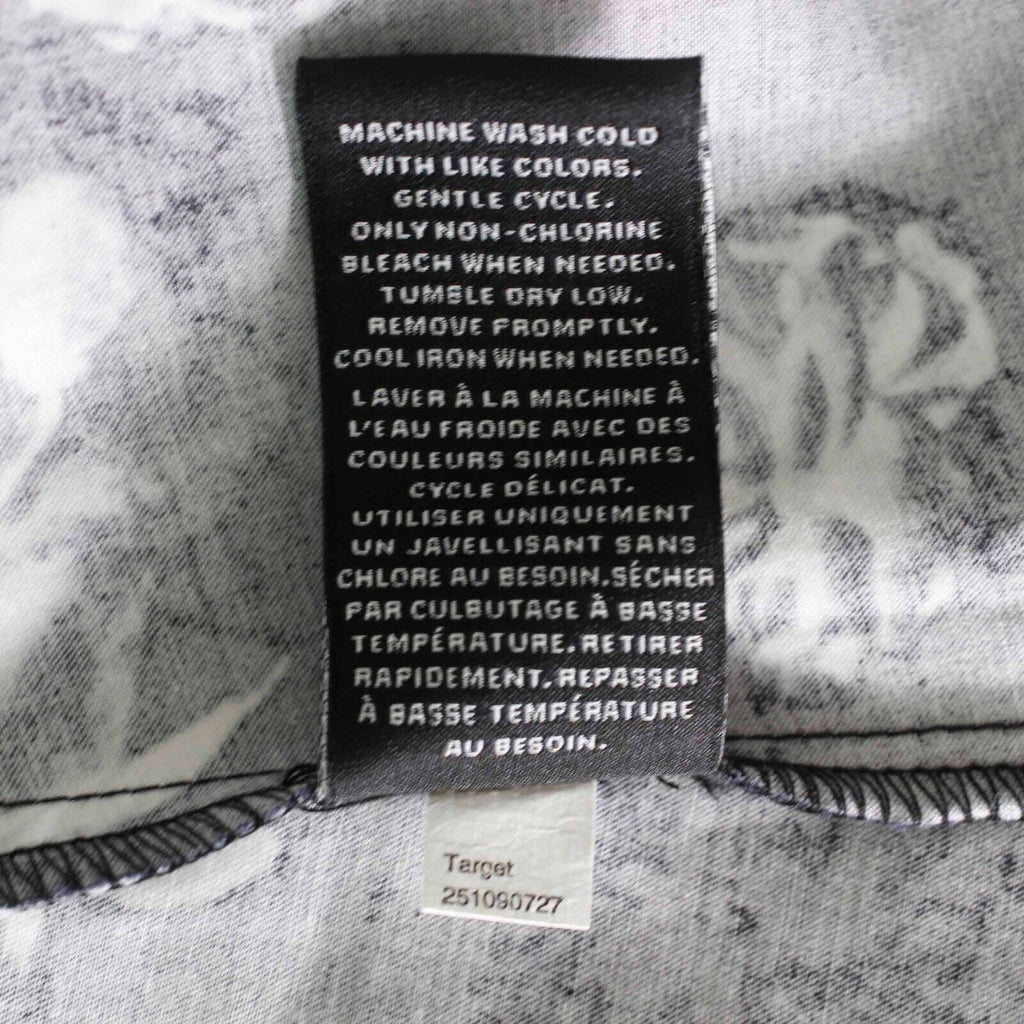 MACHINE WASH COLD
WITH LIKE COLORS.
GENTLE CYCLE.
ONLY NON-CHLORINE
BLEACH WHEN NEEDED.
TUMBLE DRY LOW.
REMOVE PROMPTLY.
COOL IRON WHEN NEEDED.
LAVER À LA MACHINE À
L'EAU FROIDE AVEC DES
COULEURS SIMILAIRES.
CYCLE DÉLICAT.
UTILISER UNIQUEMENT
UN JAVELLISANT SANS
CHLORE AU BESOIN.SÉCHER
PAR CULBUTAGE À BASSE
TEMPÉRATURE.RETIRER
RAPIDEMENT.REPASSER
À BASSE TEMPÉRATURE
AU BESOIN.
Target
251090727